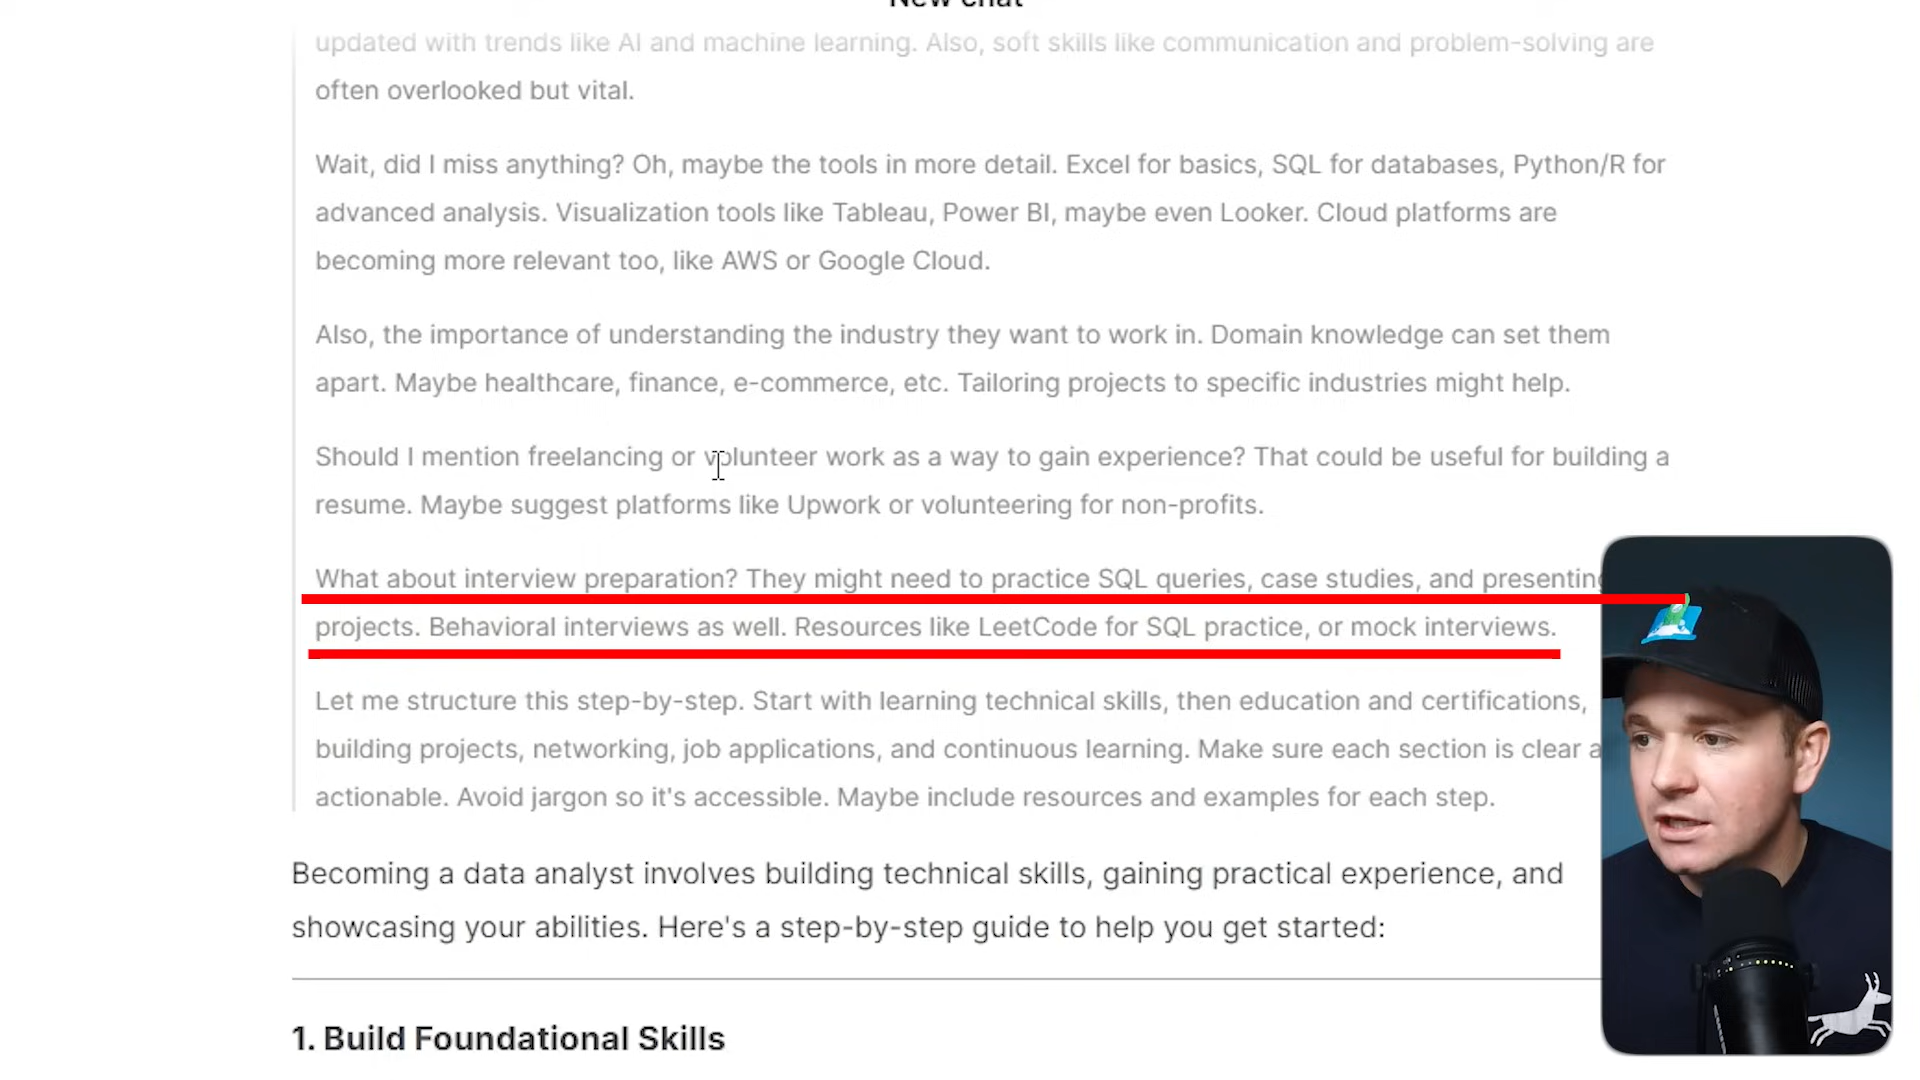 New chat
updated with trends like AI and machine learning. Also, soft skills like communication and problem-solving are
often overlooked but vital.
Wait, did I miss anything? Oh, maybe the tools in more detail. Excel for basics, SQL for databases, Python/R for
advanced analysis. Visualization tools like Tableau, Power BI, maybe even Looker. Cloud platforms are
becoming more relevant too, like AWS or Google Cloud.
Also, the importance of understanding the industry they want to work in. Domain knowledge can set them
apart. Maybe healthcare, finance, e-commerce, etc. Tailoring projects to specific industries might help.
Should I mention freelancing or volunteer work as a way to gain experience? That could be useful for building a
resume. Maybe suggest platforms like Upwork or volunteering for non-profits.
What about interview preparation? They might need to practice SQL queries, case studies, and presenting
projects. Behavioral interviews as well. Resources like LeetCode for SQL practice, or mock interviews.
Let me structure this step-by-step. Start with learning technical skills, then education and certifications,
building projects, networking, job applications, and continuous learning. Make sure each section is clear a
actionable. Avoid jargon so it's accessible. Maybe include resources and examples for each step.
Becoming a data analyst involves building technical skills, gaining practical experience, and
showcasing your abilities. Here's a step-by-step guide to help you get started:
1. Build Foundational Skills